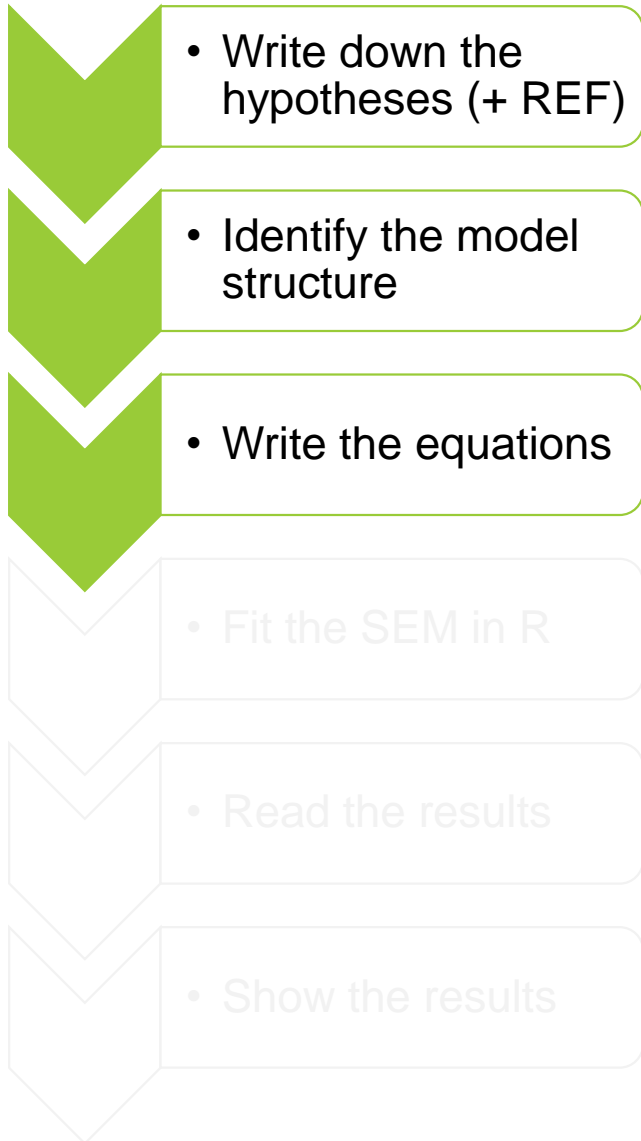 • Write down the
hypotheses (+ REF)
• Identify the model
structure
• Write the equations
• Fit the SEM in R
• Read the results
• Show the results